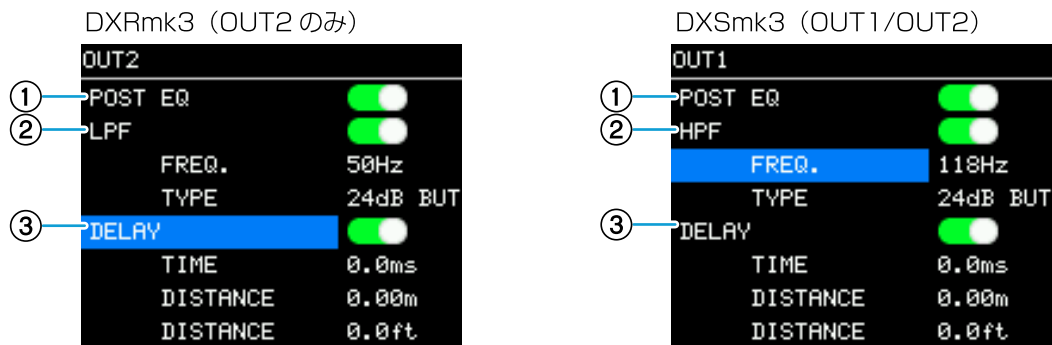 DXRmk3（OUT2 のみ）
OUT2
① POST EQ
② LPF
FREQ. 50Hz
TYPE 24dB BUT
③ DELAY
TIME 0.0ms
DISTANCE 0.00m
DISTANCE 0.0ft
DXSmk3（OUT1/OUT2）
OUT1
① POST EQ
② HPF
FREQ. 118Hz
TYPE 24dB BUT
③ DELAY
TIME 0.0ms
DISTANCE 0.00m
DISTANCE 0.0ft